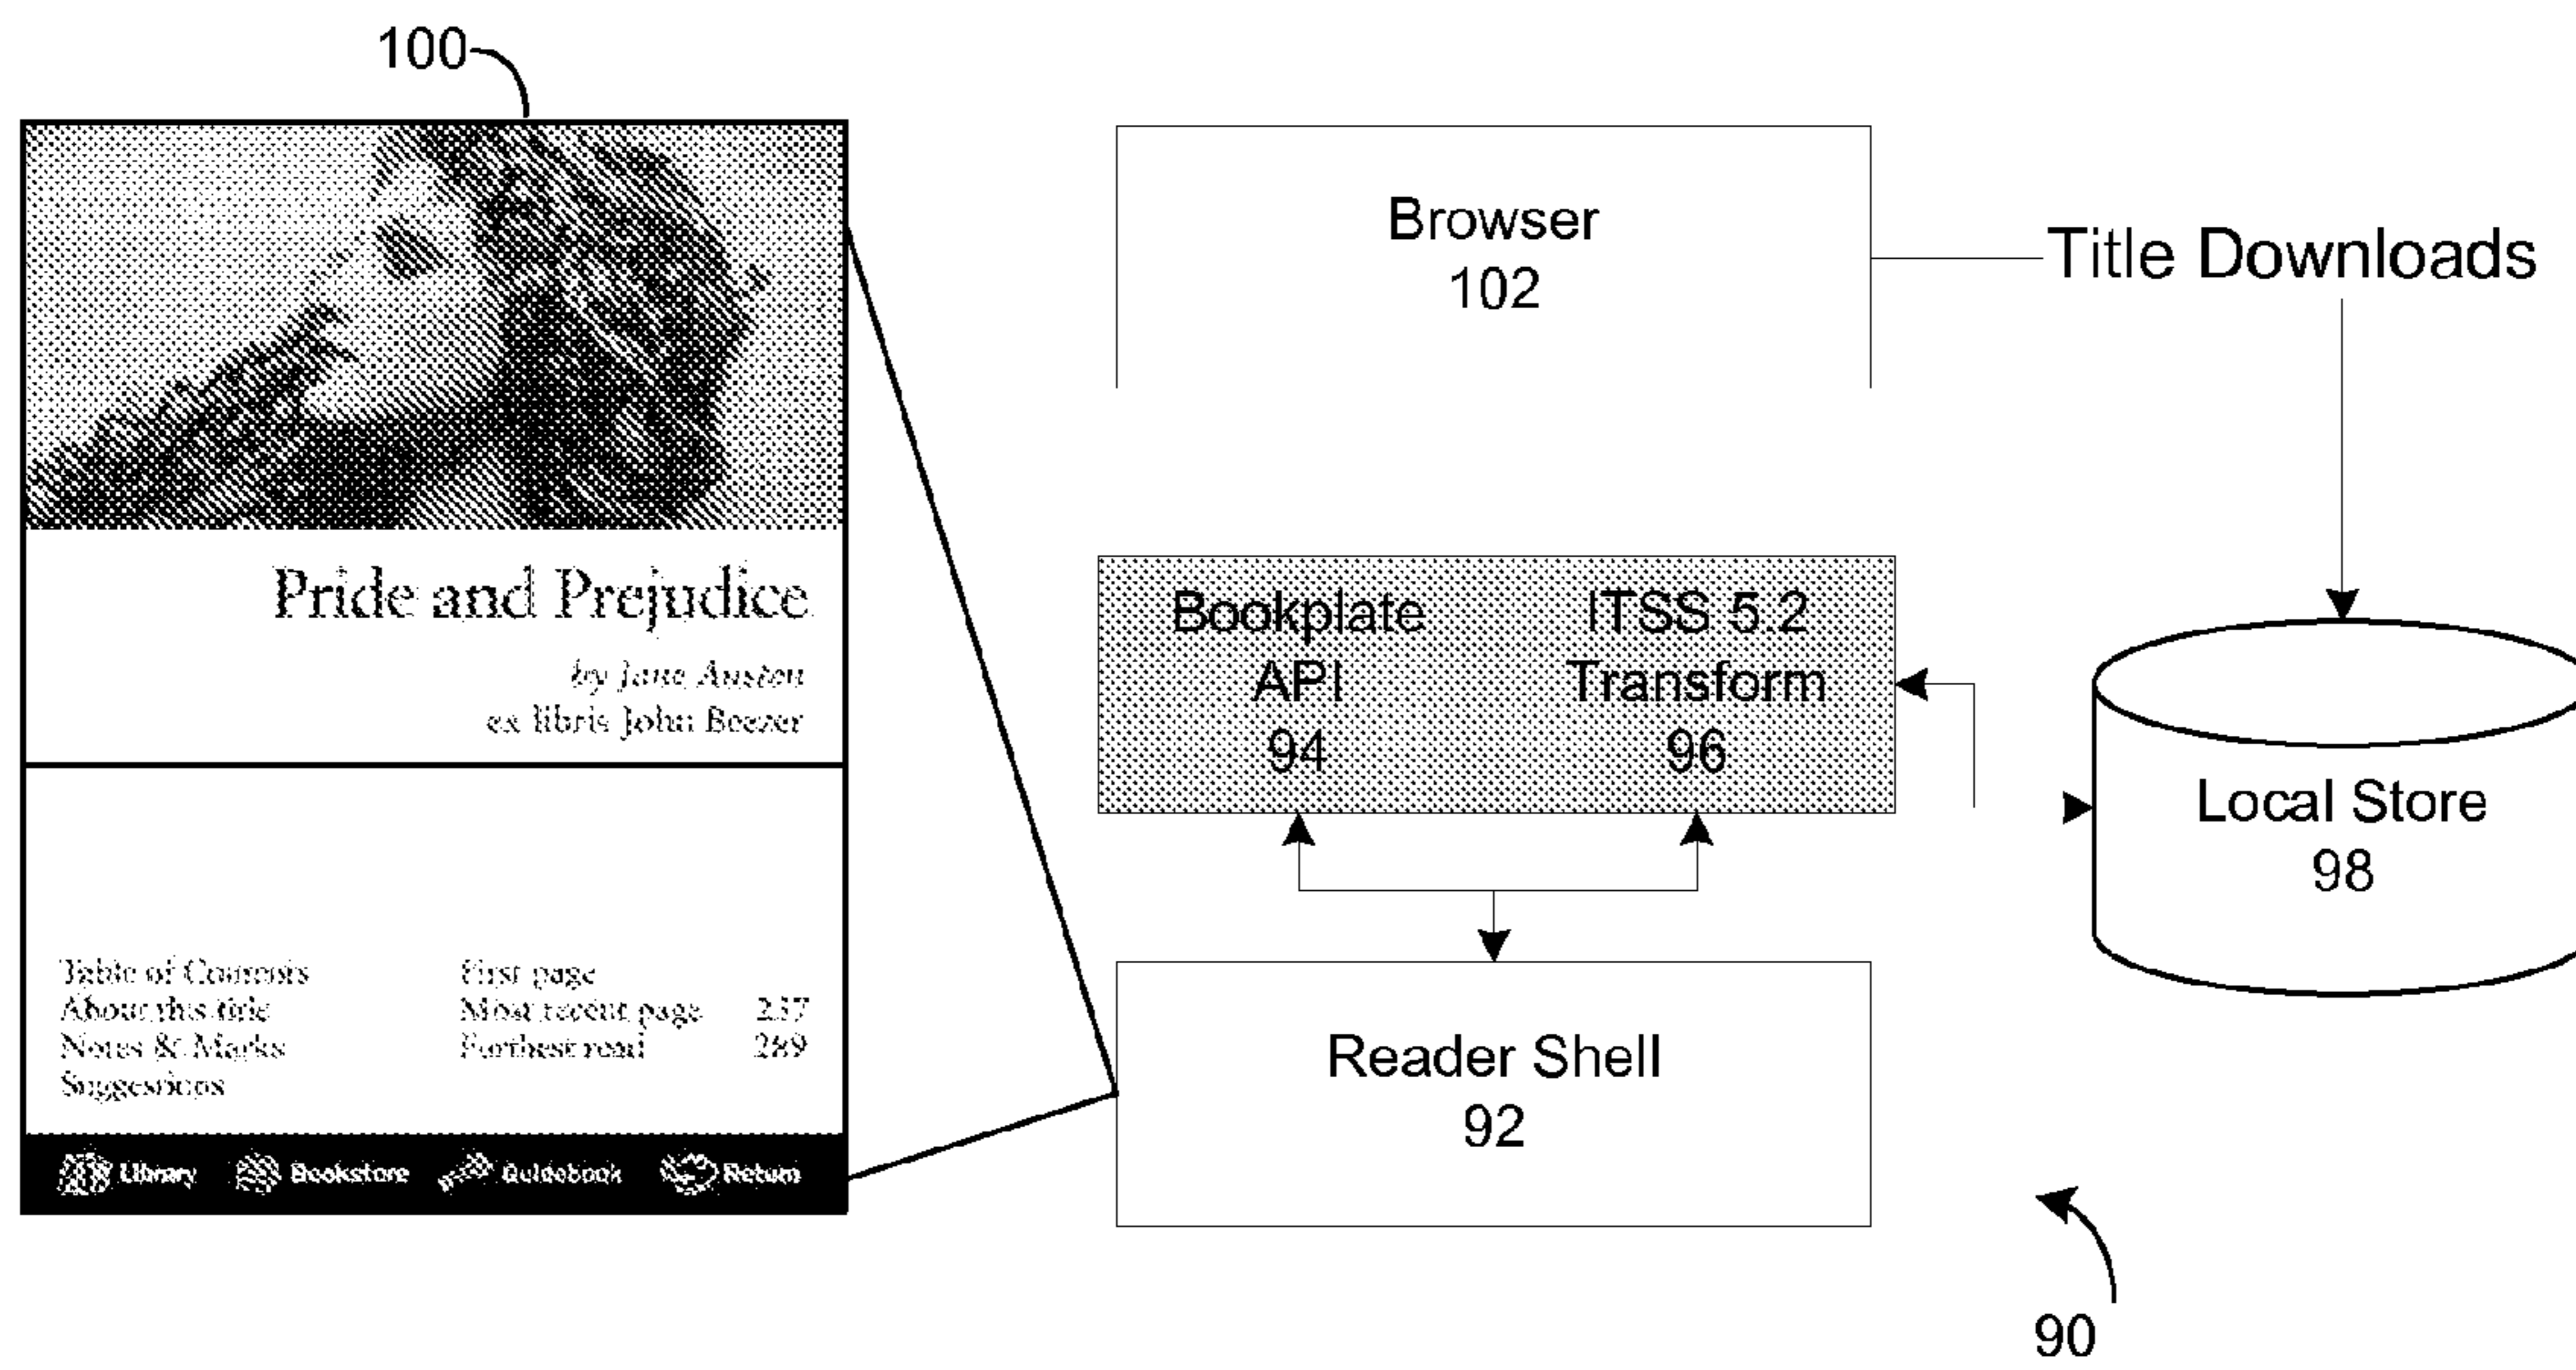 100
Pride and Prejudice
by Jane Austen
ex libris John Beezer
Table of Contents
About this title
Notes & Marks
Suggestions
First page
Most recent page 237
Furthest read 289
Library Bookstore Guidebook Return
Browser
102
Title Downloads
Bookplate
API
94
ITSS 5.2
Transform
96
Local Store
98
Reader Shell
92
90